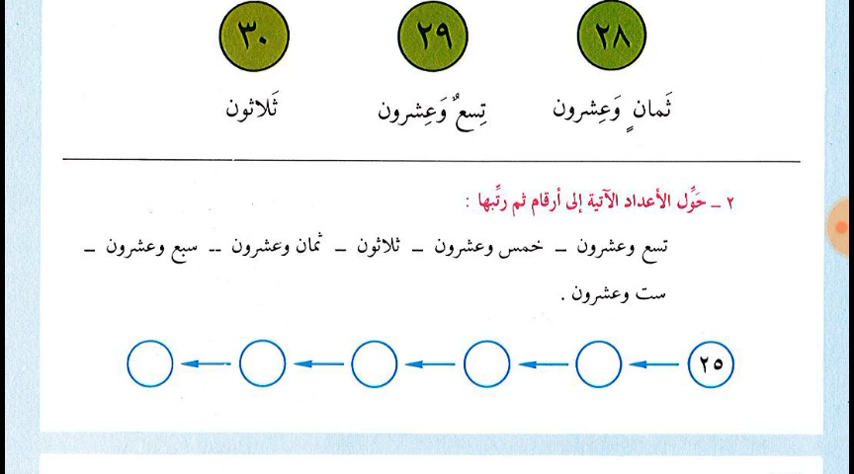 ٢٨ ٢٩ ٣٠
ثَمانٍ وَعِشرون تِسعٌ وَعِشرون ثَلاثون
٢ ـ حَوِّل الأعداد الآتية إلى أرقام ثم رتِّبها :
تسع وعشرون ـ خمس وعشرون ـ ثلاثون ـ ثمان وعشرون ـ سبع وعشرون ـ
ست وعشرون .
٢٥